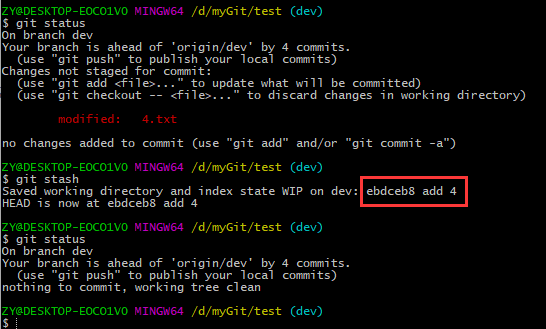 ZY@DESKTOP-EOCO1VO MINGW64 /d/myGit/test (dev)
$ git status
On branch dev
Your branch is ahead of 'origin/dev' by 4 commits.
  (use "git push" to publish your local commits)
Changes not staged for commit:
  (use "git add <file>..." to update what will be committed)
  (use "git checkout -- <file>..." to discard changes in working directory)
        modified:   4.txt
no changes added to commit (use "git add" and/or "git commit -a")
ZY@DESKTOP-EOCO1VO MINGW64 /d/myGit/test (dev)
$ git stash
Saved working directory and index state WIP on dev: ebdceb8 add 4
HEAD is now at ebdceb8 add 4
ZY@DESKTOP-EOCO1VO MINGW64 /d/myGit/test (dev)
$ git status
On branch dev
Your branch is ahead of 'origin/dev' by 4 commits.
  (use "git push" to publish your local commits)
nothing to commit, working tree clean
ZY@DESKTOP-EOCO1VO MINGW64 /d/myGit/test (dev)
$